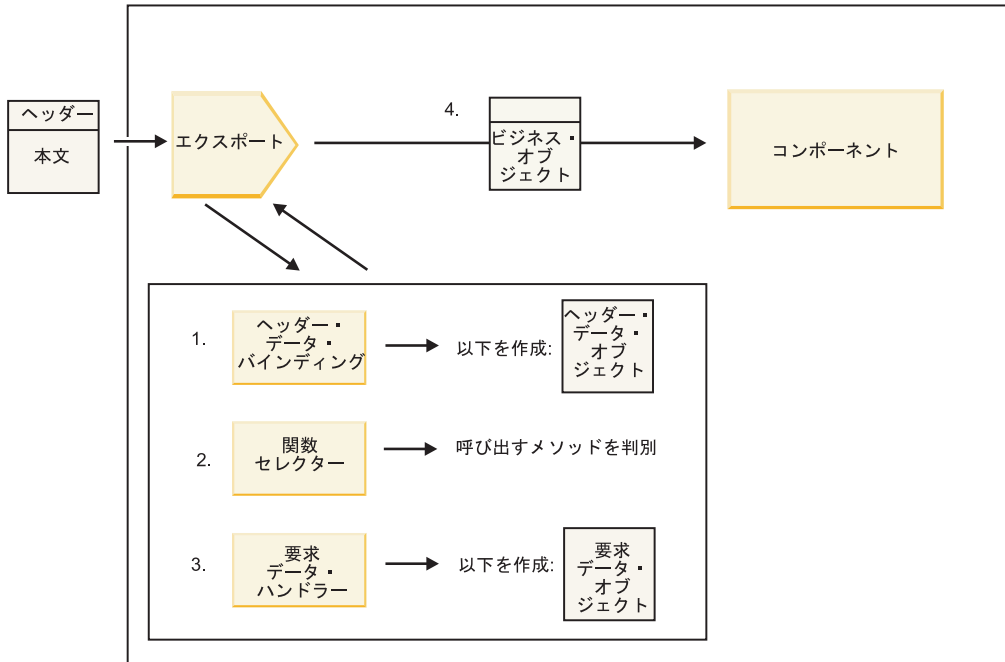 ヘッダー
本文
エクスポート
4.
ビジネス・
オブ
ジェクト
コンポーネント
1.
ヘッダー・
データ・
バインディング
以下を作成:
ヘッダー・
データ・
オブ
ジェクト
2.
関数
セレクター
呼び出すメソッドを判別
3.
要求
データ・
ハンドラー
以下を作成:
要求
データ・
オブ
ジェクト